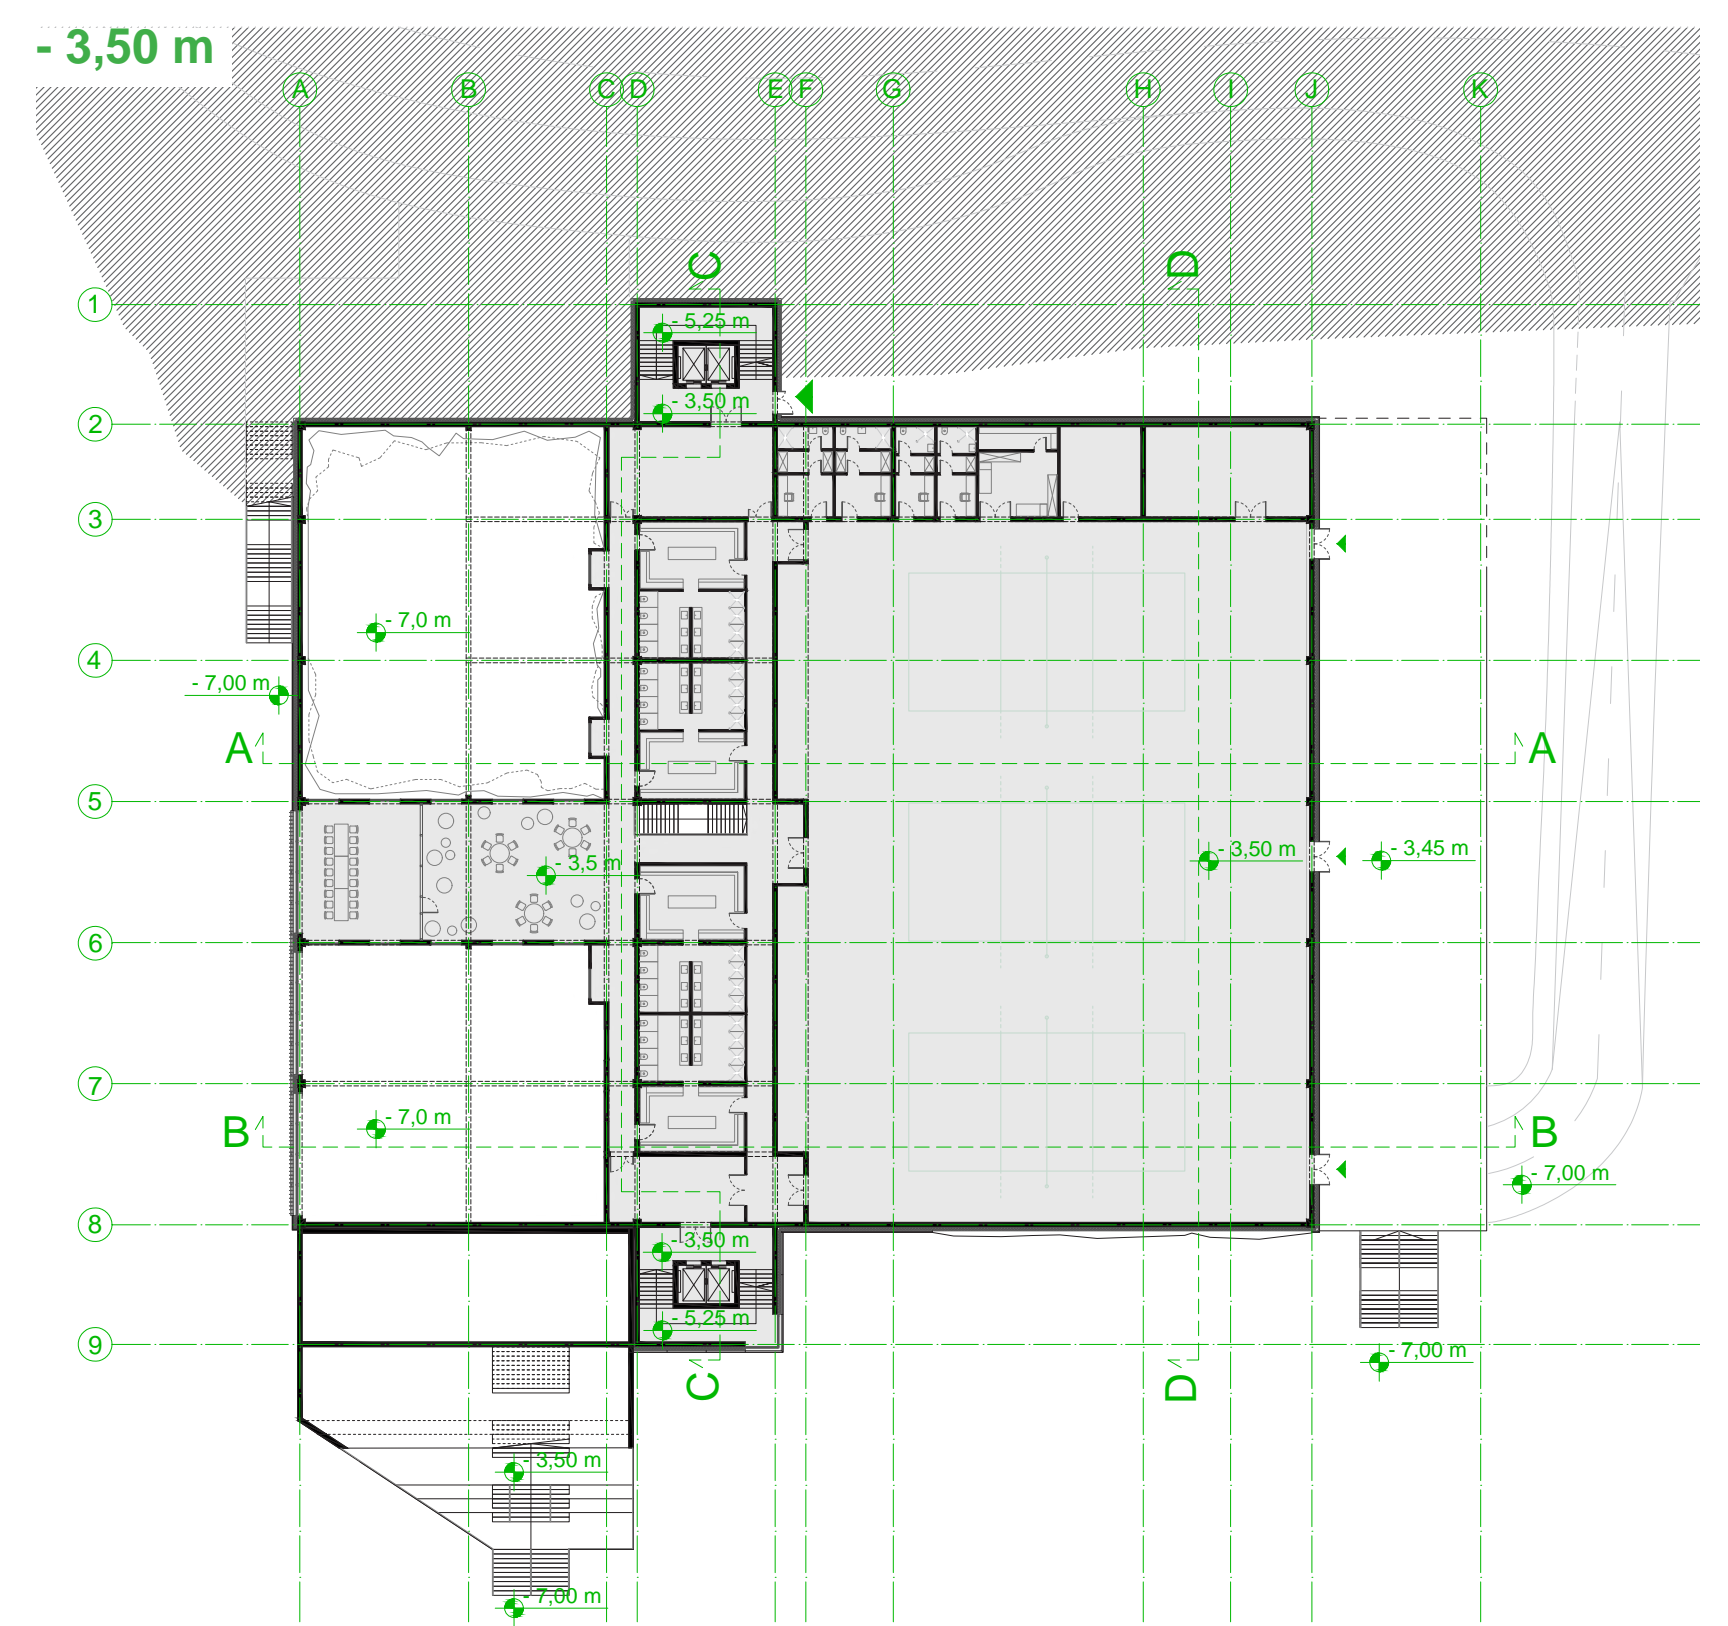 - 3,50 m
A B C D E F G H I J K
C D
1
- 5,25 m
- 3,50 m
2
3
- 7,0 m
4
- 7,00 m
A A
5
- 3,5 m - 3,50 m - 3,45 m
6
7
- 7,0 m
B B
- 7,00 m
8
- 3,50 m
- 5,25 m
9
- 7,00 m
C D
- 3,50 m
- 7,00 m